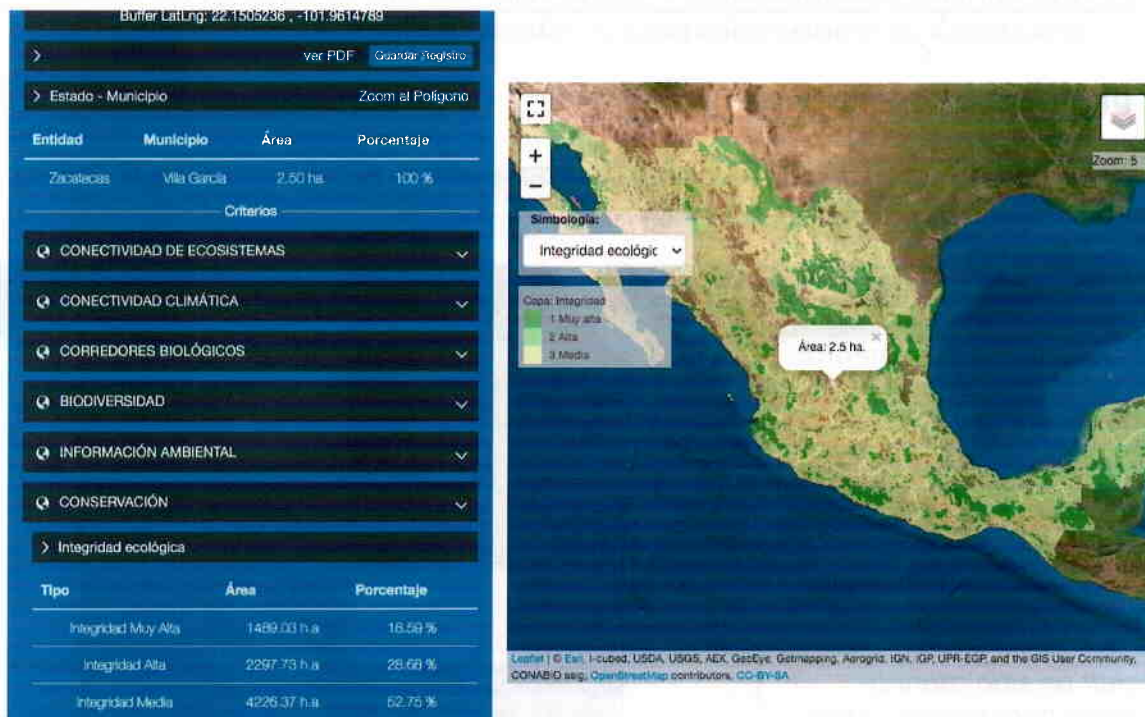 Buffer LatLng: 22.1505236 , -101.9614789
ver PDF Guardar Registro
Estado - Municipio Zoom al Polígono
Entidad Municipio Área Porcentaje
Zacatecas Villa García 2.50 ha 100 %
Criterios
CONECTIVIDAD DE ECOSISTEMAS
CONECTIVIDAD CLIMÁTICA
CORREDORES BIOLÓGICOS
BIODIVERSIDAD
INFORMACIÓN AMBIENTAL
CONSERVACIÓN
Integridad ecológica
Tipo Área Porcentaje
Integridad Muy Alta 1489.03 h.a 16.59 %
Integridad Alta 2297.73 h.a 28.68 %
Integridad Media 4226.37 h.a 52.75 %
+
−
Zoom: 5
Simbología:
Integridad ecológic
Capa: Integridad
1 Muy alta
2 Alta
3 Media
Área: 2.5 ha.
Leaflet | © Esri, i-cubed, USDA, USGS, AEX, GeoEye, Getmapping, Aerogrid, IGN, IGP, UPR-EGP, and the GIS User Community,
CONABIO seig, OpenStreetMap contributors, CC-BY-SA